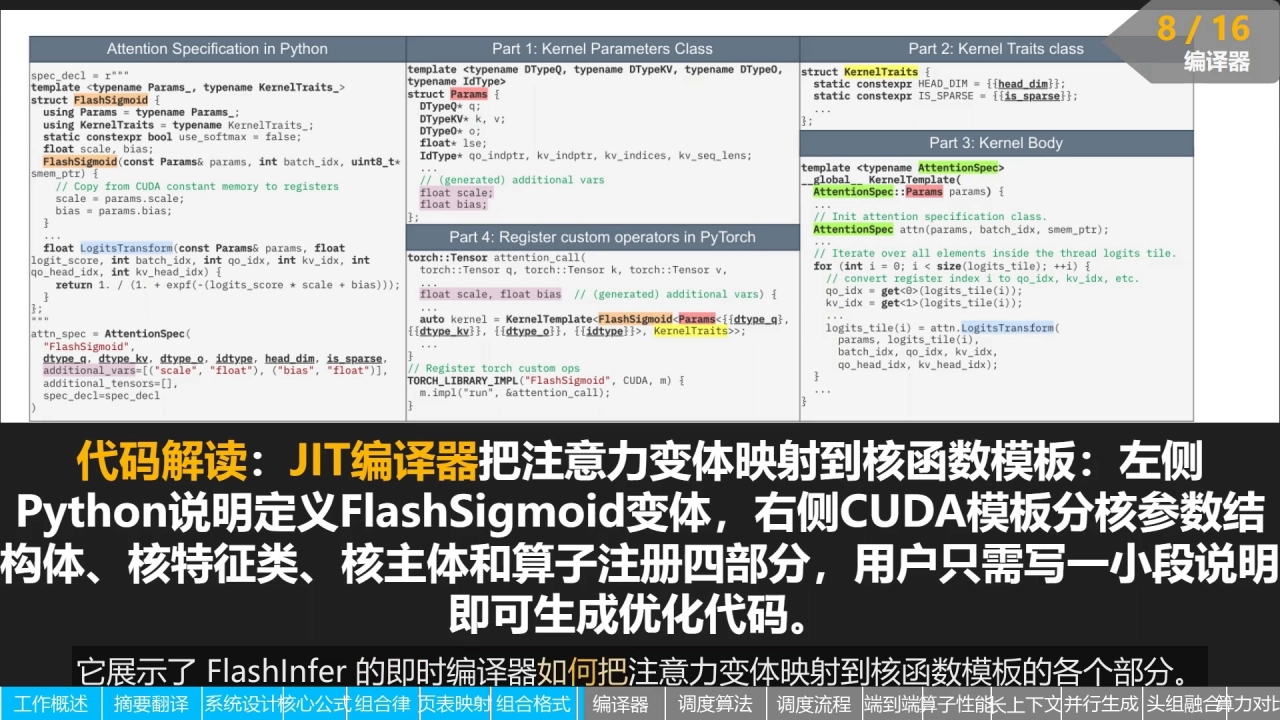 8 / 16
编译器
Attention Specification in Python
spec_decl = r"""
template <typename Params_, typename KernelTraits_>
struct FlashSigmoid {
using Params = typename Params_;
using KernelTraits = typename KernelTraits_;
static constexpr bool use_softmax = false;
float scale, bias;
FlashSigmoid(const Params& params, int batch_idx, uint8_t*
smem_ptr) {
// Copy from CUDA constant memory to registers
scale = params.scale;
bias = params.bias;
}
...
float LogitsTransform(const Params& params, float
logit_score, int batch_idx, int qo_idx, int kv_idx, int
qo_head_idx, int kv_head_idx) {
return 1. / (1. + expf(-(logits_score * scale + bias)));
}
};
"""
attn_spec = AttentionSpec(
"FlashSigmoid",
dtype_q, dtype_kv, dtype_o, idtype, head_dim, is_sparse,
additional_vars=[("scale", "float"), ("bias", "float")],
additional_tensors=[],
spec_decl=spec_decl
)
Part 1: Kernel Parameters Class
template <typename DTypeQ, typename DTypeKV, typename DTypeO,
typename IdType>
struct Params {
DTypeQ* q;
DTypeKV* k, v;
DTypeO* o;
float* lse;
IdType* qo_indptr, kv_indptr, kv_indices, kv_seq_lens;
...
// (generated) additional vars
float scale;
float bias;
};
Part 4: Register custom operators in PyTorch
torch::Tensor attention_call(
torch::Tensor q, torch::Tensor k, torch::Tensor v,
...
float scale, float bias // (generated) additional vars) {
...
auto kernel = KernelTemplate<FlashSigmoid<Params<{{dtype_q},
{{dtype_kv}}, {{dtype_o}}, {{idtype}}>, KernelTraits>>;
...
}
// Register torch custom ops
TORCH_LIBRARY_IMPL("FlashSigmoid", CUDA, m) {
m.impl("run", &attention_call);
}
Part 2: Kernel Traits class
struct KernelTraits {
static constexpr HEAD_DIM = {{head_dim}};
static constexpr IS_SPARSE = {{is_sparse}};
...
};
Part 3: Kernel Body
template <typename AttentionSpec>
__global__ KernelTemplate(
AttentionSpec::Params params) {
...
// Init attention specification class.
AttentionSpec attn(params, batch_idx, smem_ptr);
...
// Iterate over all elements inside the thread logits tile.
for (int i = 0; i < size(logits_tile); ++i) {
// convert register index i to qo_idx, kv_idx, etc.
qo_idx = get<0>(logits_tile(i));
kv_idx = get<1>(logits_tile(i));
...
logits_tile(i) = attn.LogitsTransform(
params, logits_tile(i),
batch_idx, qo_idx, kv_idx,
qo_head_idx, kv_head_idx);
}
...
}
代码解读：JIT编译器把注意力变体映射到核函数模板：左侧
Python说明定义FlashSigmoid变体，右侧CUDA模板分核参数结
构体、核特征类、核主体和算子注册四部分，用户只需写一小段说明
即可生成优化代码。
它展示了 FlashInfer 的即时编译器如何把注意力变体映射到核函数模板的各个部分。
工作概述 摘要翻译 系统设计 核心公式 组合律 页表映射 组合格式 编译器 调度算法 调度流程 端到端 算子性能 长上下文 并行生成 头组融合 算力对比